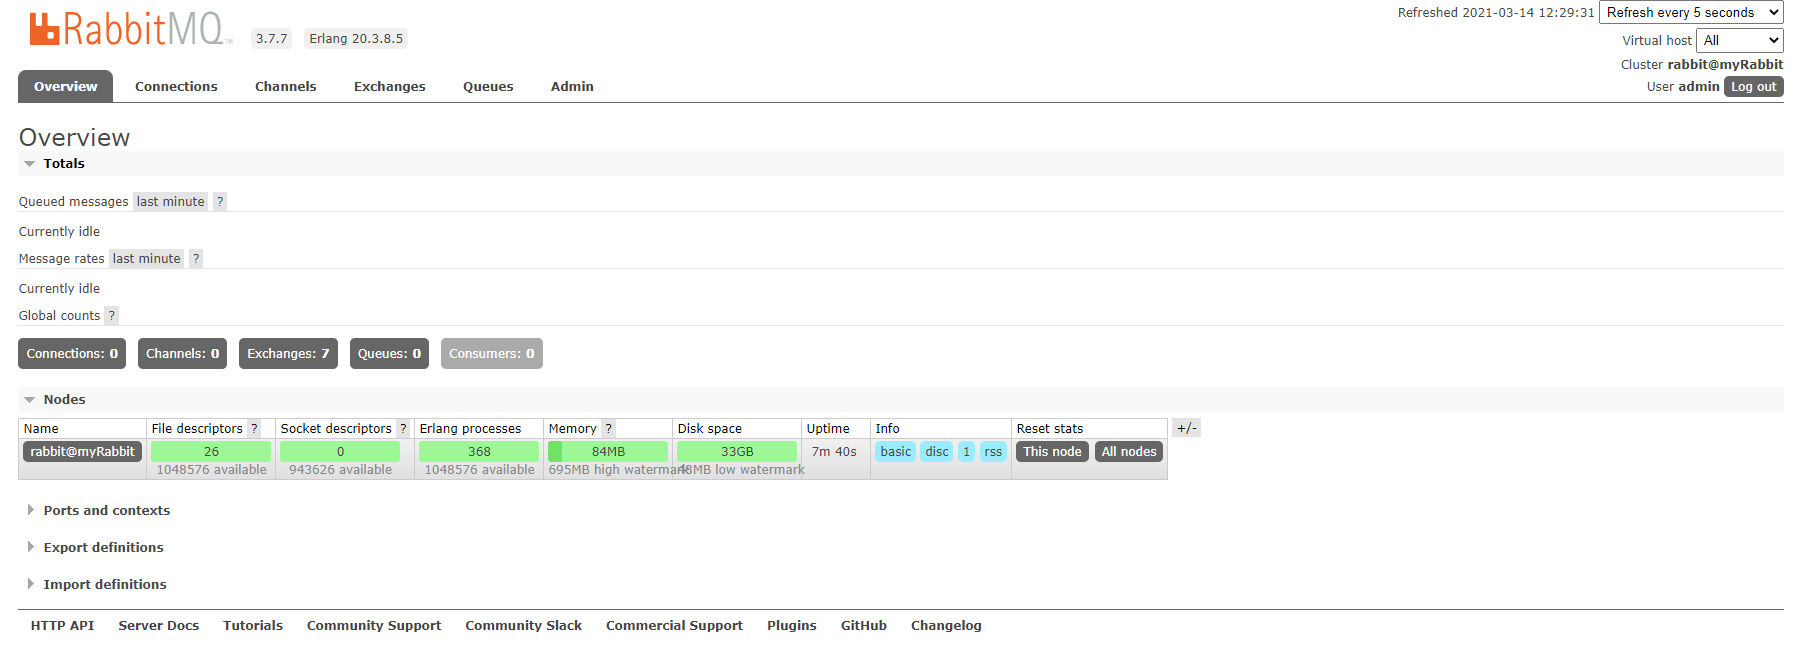 RabbitMQ TM 3.7.7 Erlang 20.3.8.5
Refreshed 2021-03-14 12:29:31 Refresh every 5 seconds
Virtual host All
Cluster rabbit@myRabbit
User admin Log out
Overview Connections Channels Exchanges Queues Admin
Overview
Totals
Queued messages last minute ?
Currently idle
Message rates last minute ?
Currently idle
Global counts ?
Connections: 0 Channels: 0 Exchanges: 7 Queues: 0 Consumers: 0
Nodes
Name File descriptors ? Socket descriptors ? Erlang processes Memory ? Disk space Uptime Info Reset stats +/-
rabbit@myRabbit 26 0 368 84MB 33GB 7m 40s basic disc 1 rss This node All nodes
1048576 available 943626 available 1048576 available 695MB high watermark 48MB low watermark
Ports and contexts
Export definitions
Import definitions
HTTP API Server Docs Tutorials Community Support Community Slack Commercial Support Plugins GitHub Changelog